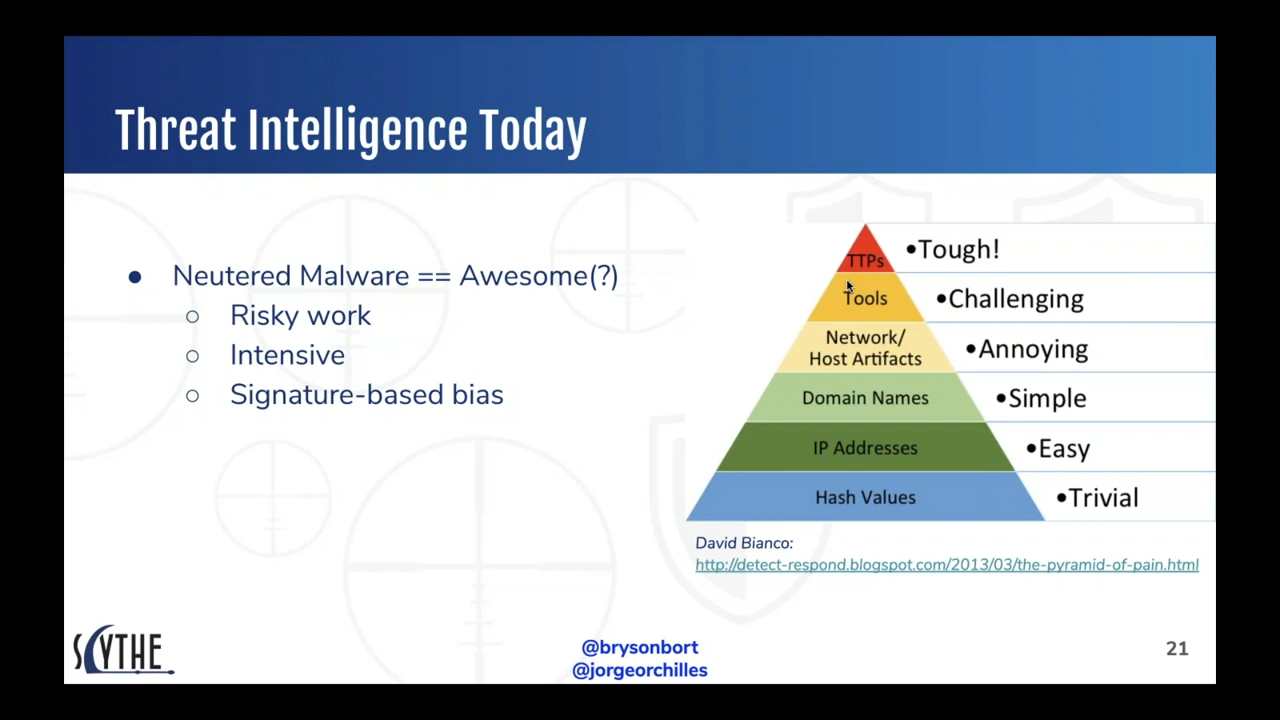 Threat Intelligence Today
● Neutered Malware == Awesome(?)
○ Risky work
○ Intensive
○ Signature-based bias
TTPs
•Tough!
Tools
•Challenging
Network/
Host Artifacts
•Annoying
Domain Names
•Simple
IP Addresses
•Easy
Hash Values
•Trivial
David Bianco:
http://detect-respond.blogspot.com/2013/03/the-pyramid-of-pain.html
SCYTHE
@brysonbort
@jorgeorchilles
21